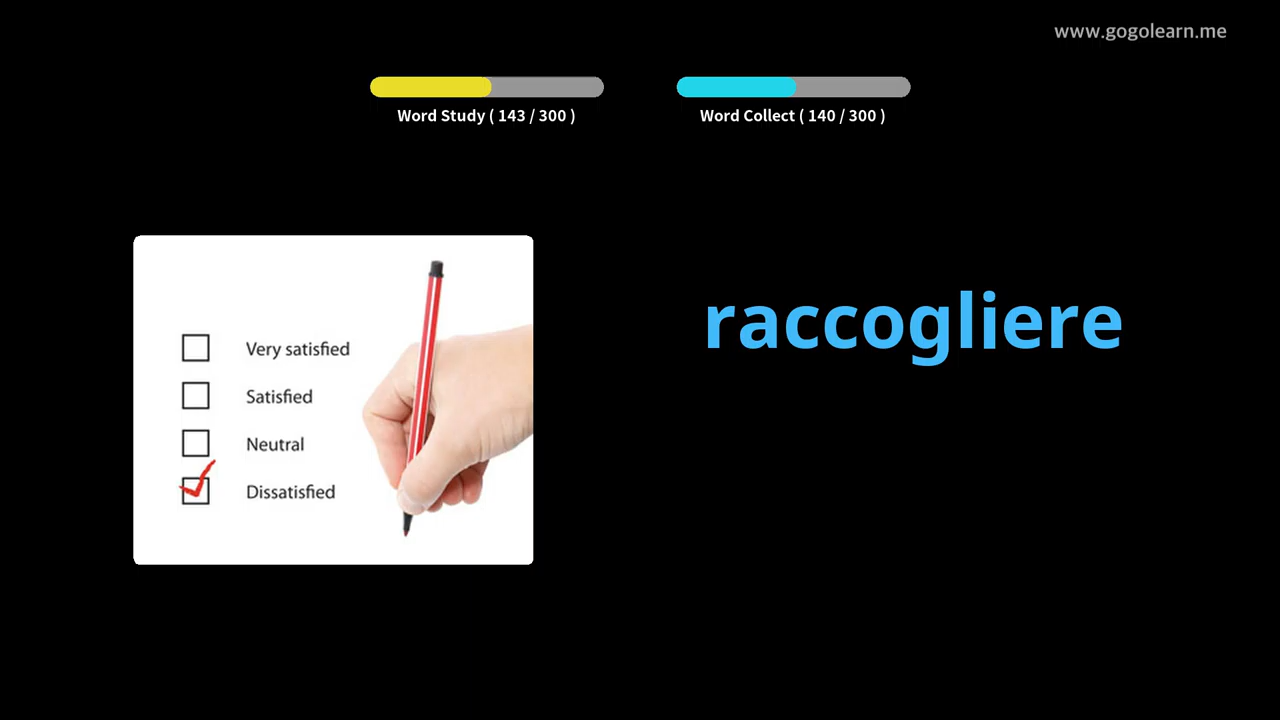 www.gogolearn.me
Word Study ( 143 / 300 )
Word Collect ( 140 / 300 )
Very satisfied
Satisfied
Neutral
Dissatisfied
raccogliere